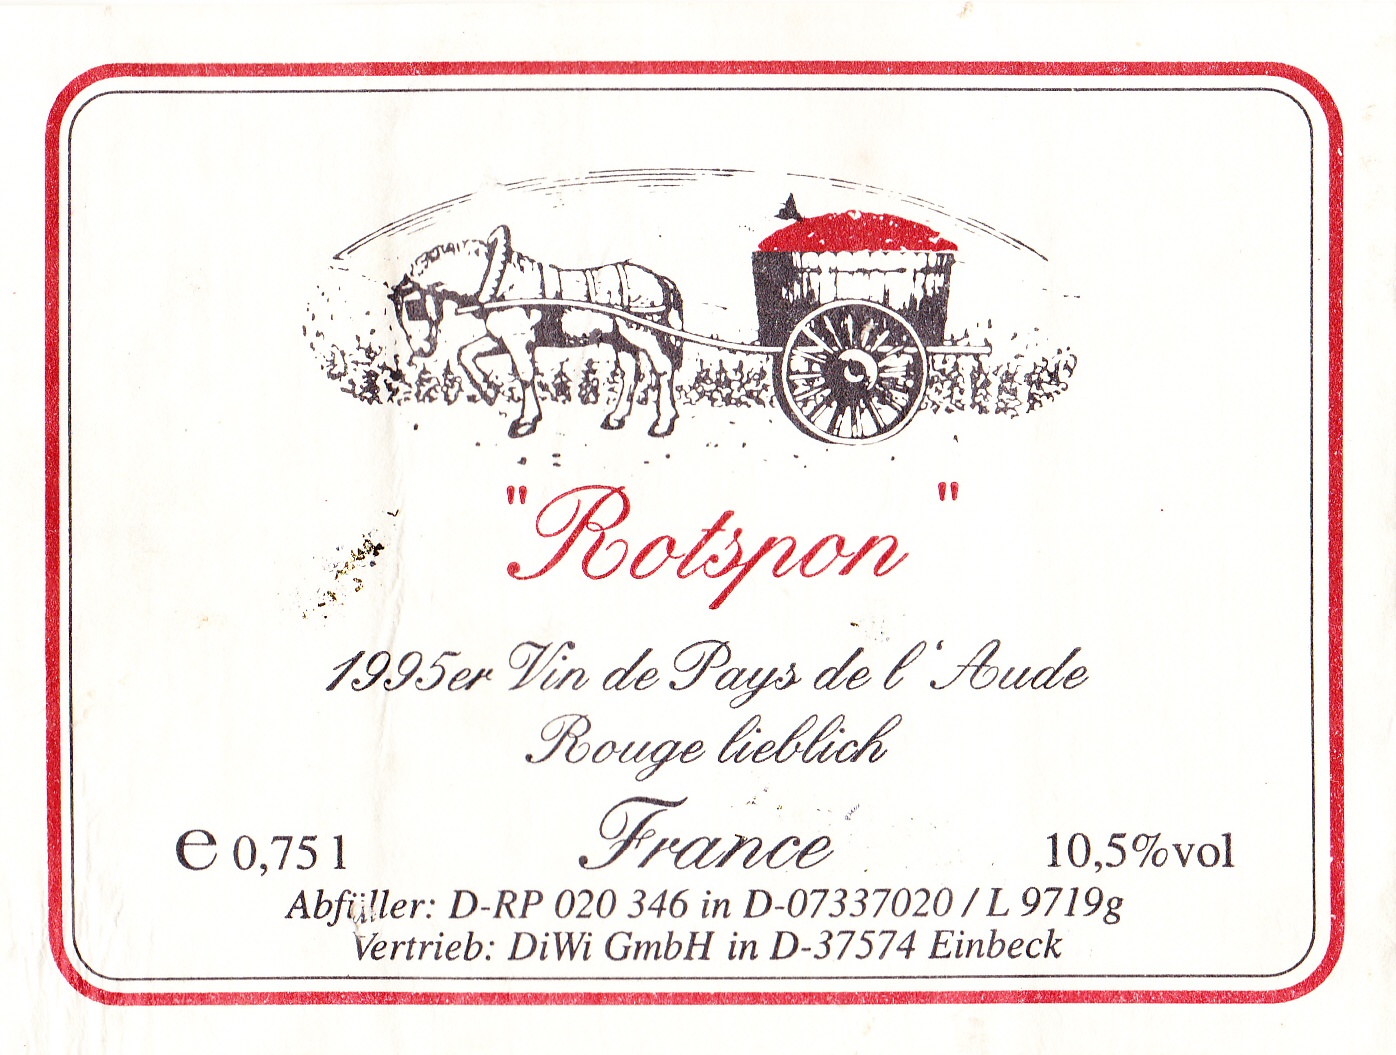 "Rotspon"
1995er Vin de Pays de l'Aude
Rouge lieblich
France
e 0,75 l
10,5%vol
Abfüller: D-RP 020 346 in D-07337020 / L 9719g
Vertrieb: DiWi GmbH in D-37574 Einbeck